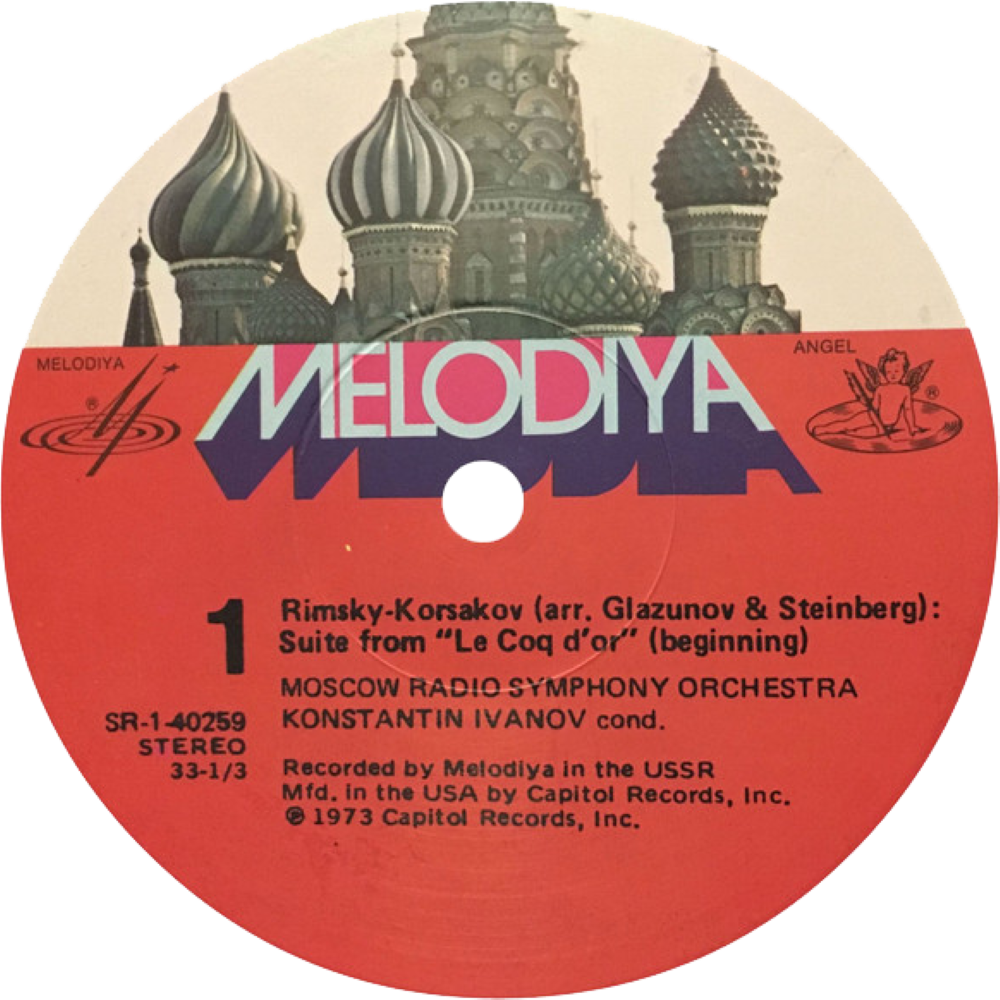 MELODIYA
®
MELODIYA
ANGEL
®
1
Rimsky-Korsakov (arr. Glazunov & Steinberg):
Suite from "Le Coq d'or" (beginning)
MOSCOW RADIO SYMPHONY ORCHESTRA
KONSTANTIN IVANOV cond.
SR-1-40259
STEREO
33-1/3
Recorded by Melodiya in the USSR
Mfd. in the USA by Capitol Records, Inc.
℗ 1973 Capitol Records, Inc.